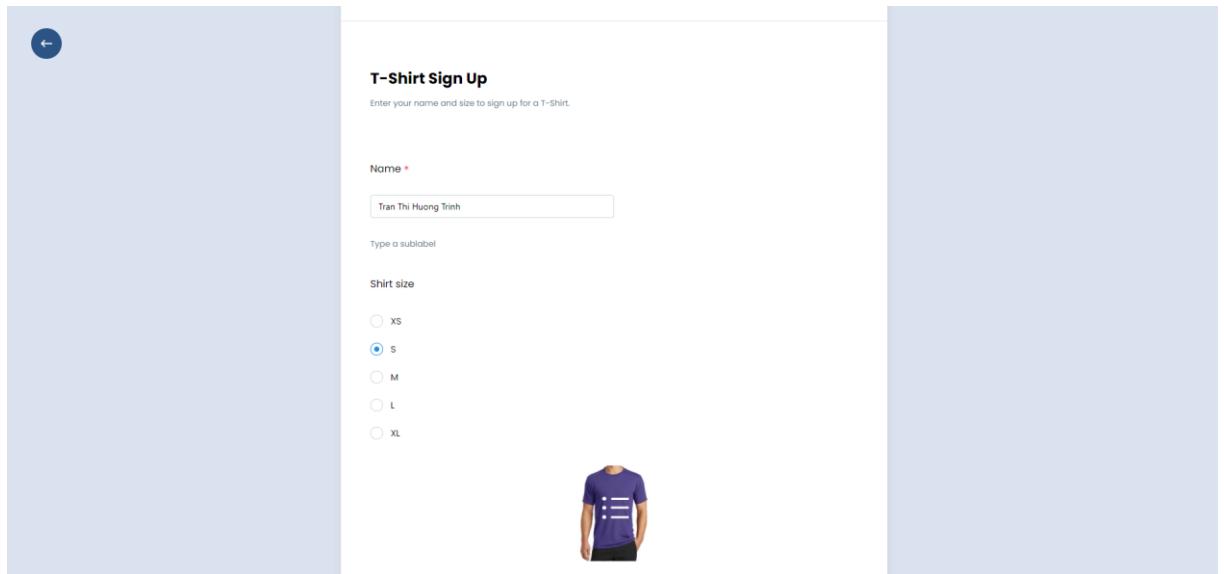 T-Shirt Sign Up
Enter your name and size to sign up for a T-Shirt.
Name *
Tran Thi Huong Trinh
Type a sublabel
Shirt size
XS
S
M
L
XL